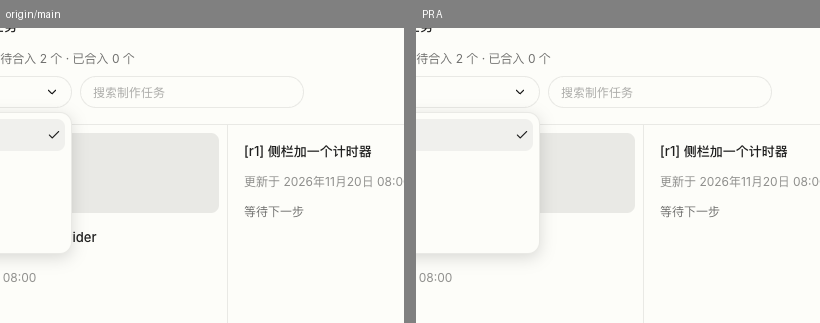 origin/main
PR A
待合入 2 个 · 已合入 0 个
搜索制作任务
[r1] 侧栏加一个计时器
更新于 2026年11月20日 08:0
等待下一步
ider
08:00
待合入 2 个 · 已合入 0 个
搜索制作任务
[r1] 侧栏加一个计时器
更新于 2026年11月20日 08:0
等待下一步
08:00